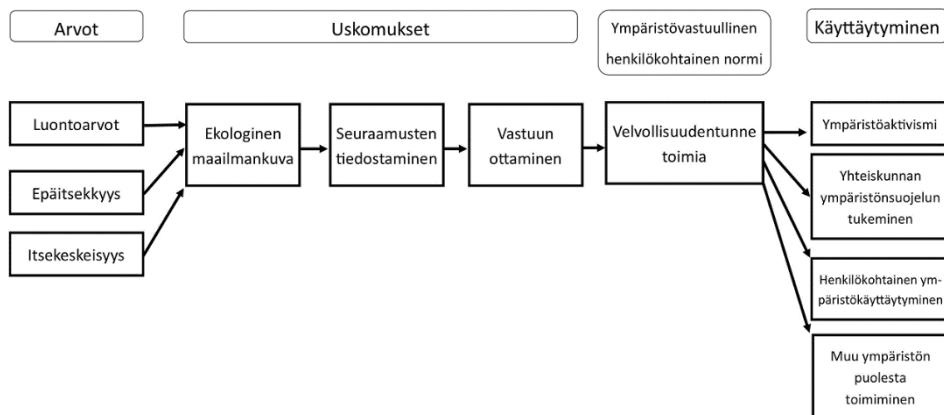 Arvot
Uskomukset
Ympäristövastuullinen
henkilökohtainen normi
Käyttäytyminen
Luontoarvot
Epäitsekkyys
Itsekeskeisyys
Ekologinen
maailmankuva
Seuraamusten
tiedostaminen
Vastuun
ottaminen
Velvollisuudentunne
toimia
Ympäristöaktivismi
Yhteiskunnan
ympäristönsuojelun
tukeminen
Henkilökohtainen ym-
päristökäyttäytyminen
Muu ympäristön
puolesta
toimiminen